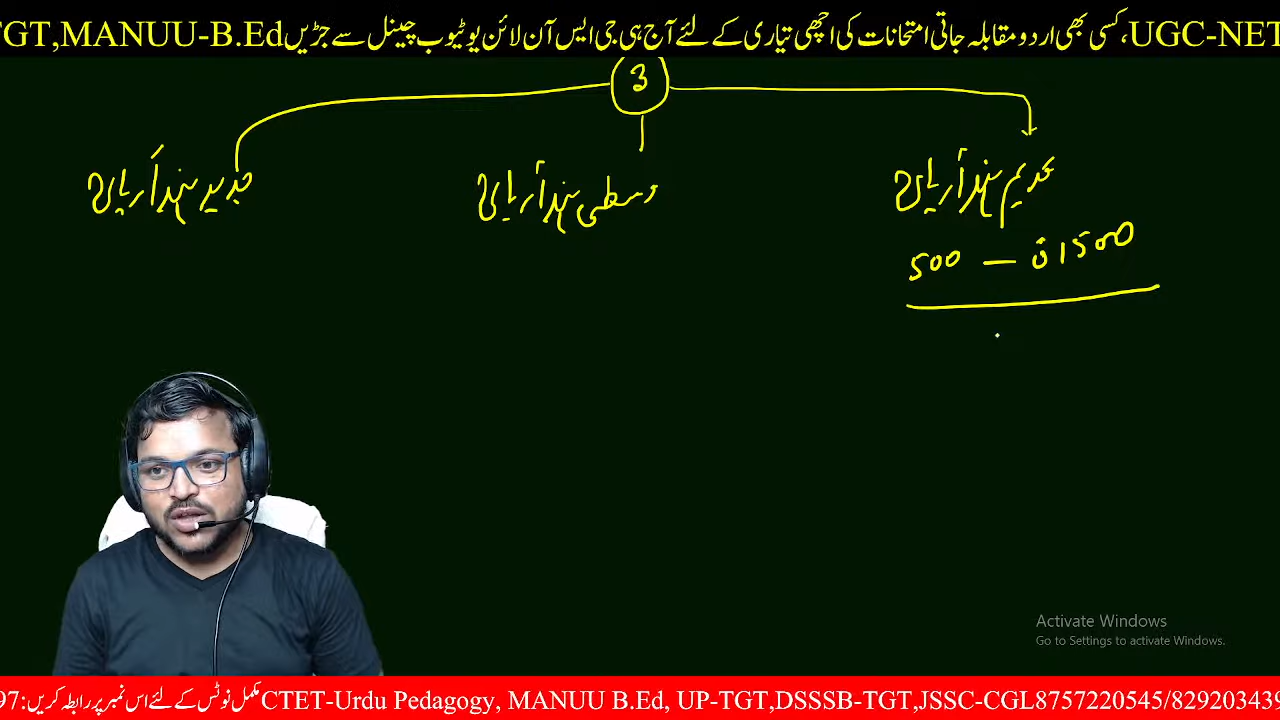 UGC-NET، کسی بھی اردو مقابلہ جاتی امتحانات کی اچھی تیاری کے لئے آج ہی جی ایس آن لائن یوٹیوب چینل سے جڑیں TGT,MANUU-B.Ed
3
قدیم ہند آریائی
وسطی ہند آریائی
جدید ہند آریائی
1500 ق — 500
Activate Windows
Go to Settings to activate Windows.
97: مکمل نوٹس کے لئے اس نمبر پر رابطہ کریں CTET-Urdu Pedagogy, MANUU B.Ed, UP-TGT,DSSSB-TGT,JSSC-CGL8757220545/829203439